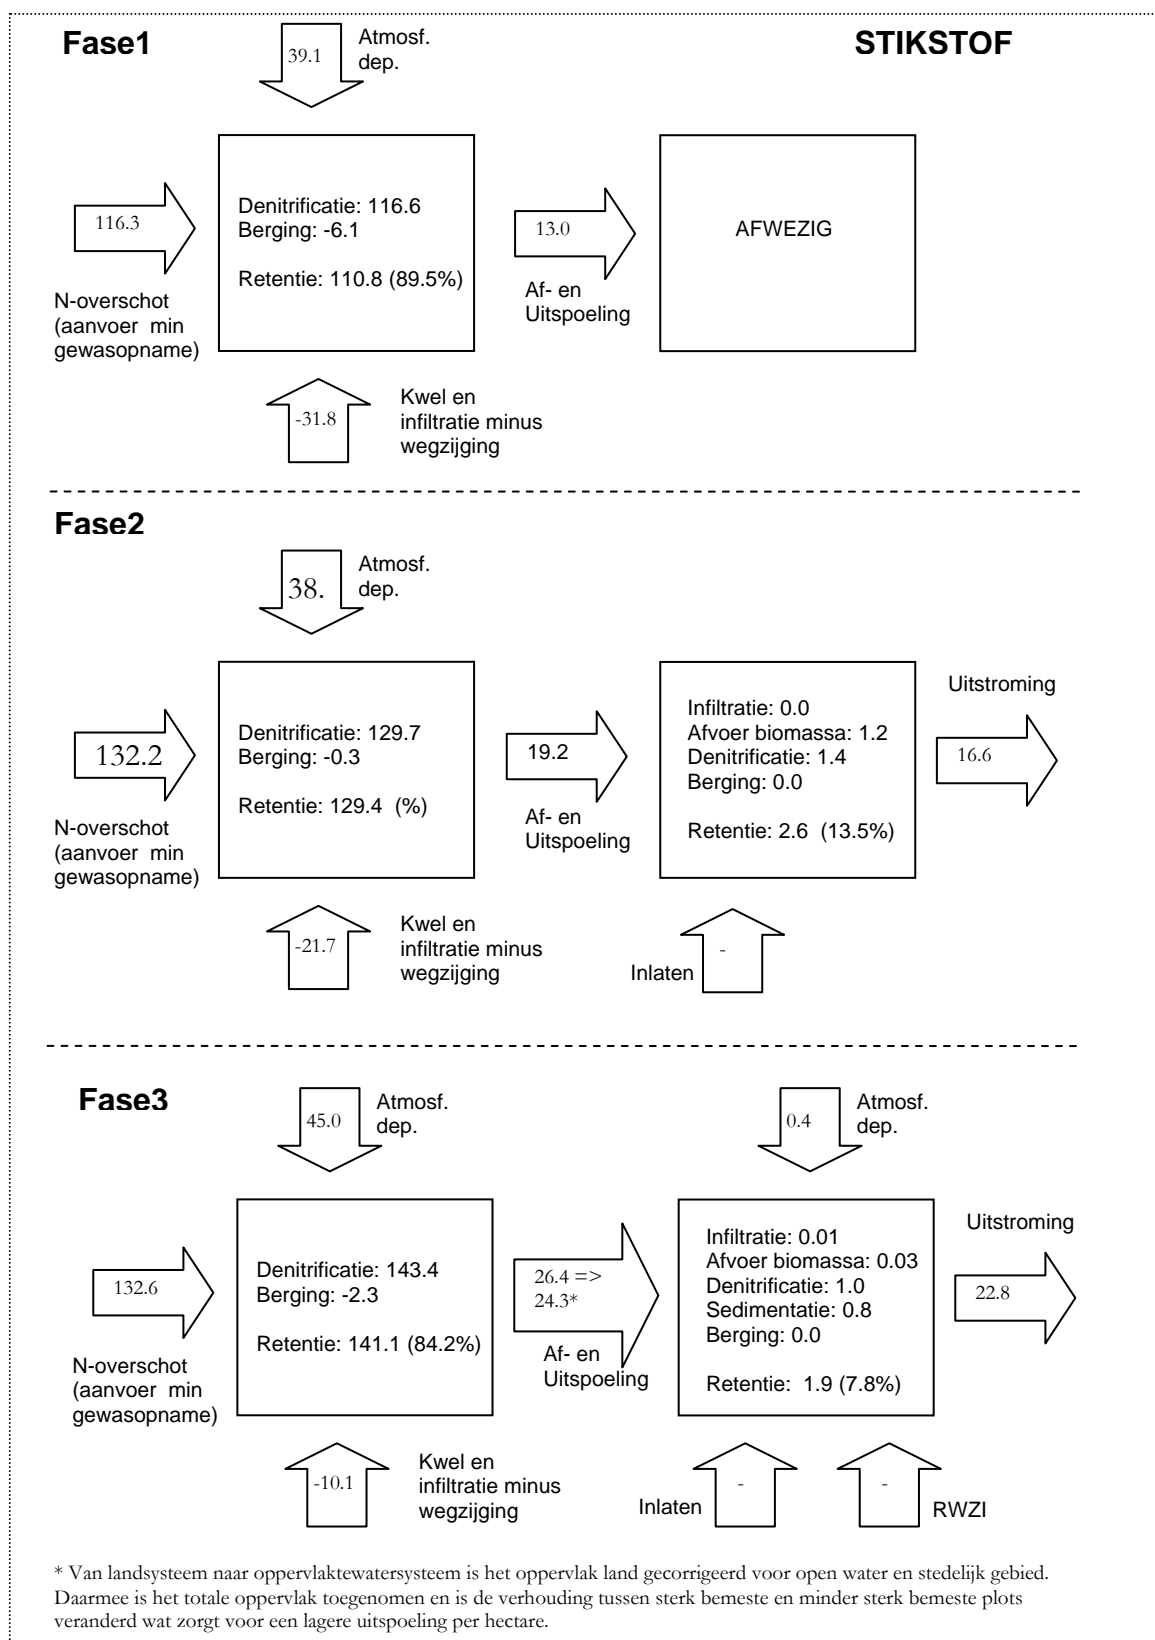 Fase1
STIKSTOF
39.1
Atmosf.
dep.
116.3
N-overschot
(aanvoer min
gewasopname)
Denitrificatie: 116.6
Berging: -6.1
Retentie: 110.8 (89.5%)
13.0
Af- en
Uitspoeling
AFWEZIG
-31.8
Kwel en
infiltratie minus
wegzijging
Fase2
38.
Atmosf.
dep.
132.2
N-overschot
(aanvoer min
gewasopname)
Denitrificatie: 129.7
Berging: -0.3
Retentie: 129.4 (%)
19.2
Af- en
Uitspoeling
Infiltratie: 0.0
Afvoer biomassa: 1.2
Denitrificatie: 1.4
Berging: 0.0
Retentie: 2.6 (13.5%)
Uitstroming
16.6
-21.7
Kwel en
infiltratie minus
wegzijging
Inlaten
-
Fase3
45.0
Atmosf.
dep.
0.4
Atmosf.
dep.
132.6
N-overschot
(aanvoer min
gewasopname)
Denitrificatie: 143.4
Berging: -2.3
Retentie: 141.1 (84.2%)
26.4 =>
24.3*
Af- en
Uitspoeling
Infiltratie: 0.01
Afvoer biomassa: 0.03
Denitrificatie: 1.0
Sedimentatie: 0.8
Berging: 0.0
Retentie: 1.9 (7.8%)
Uitstroming
22.8
-10.1
Kwel en
infiltratie minus
wegzijging
Inlaten
-
-
RWZI
* Van landsysteem naar oppervlaktewatersysteem is het oppervlak land gecorrigeerd voor open water en stedelijk gebied.
Daarmee is het totale oppervlak toegenomen en is de verhouding tussen sterk bemeste en minder sterk bemeste plots
veranderd wat zorgt voor een lagere uitspoeling per hectare.